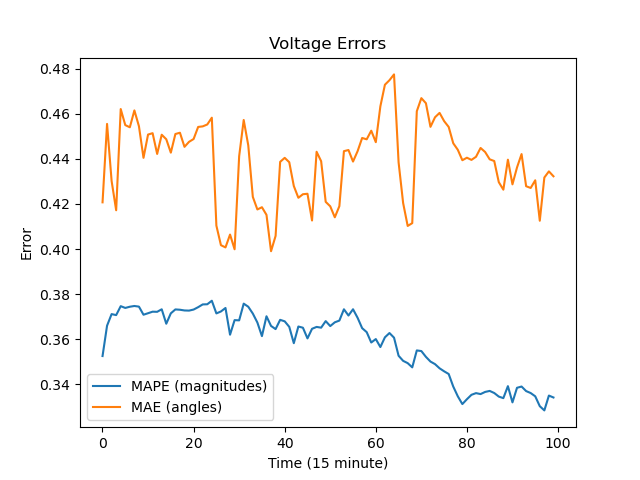 Voltage Errors
Error
0.48
0.46
0.44
0.42
0.40
0.38
0.36
0.34
MAPE (magnitudes)
MAE (angles)
0 20 40 60 80 100
Time (15 minute)